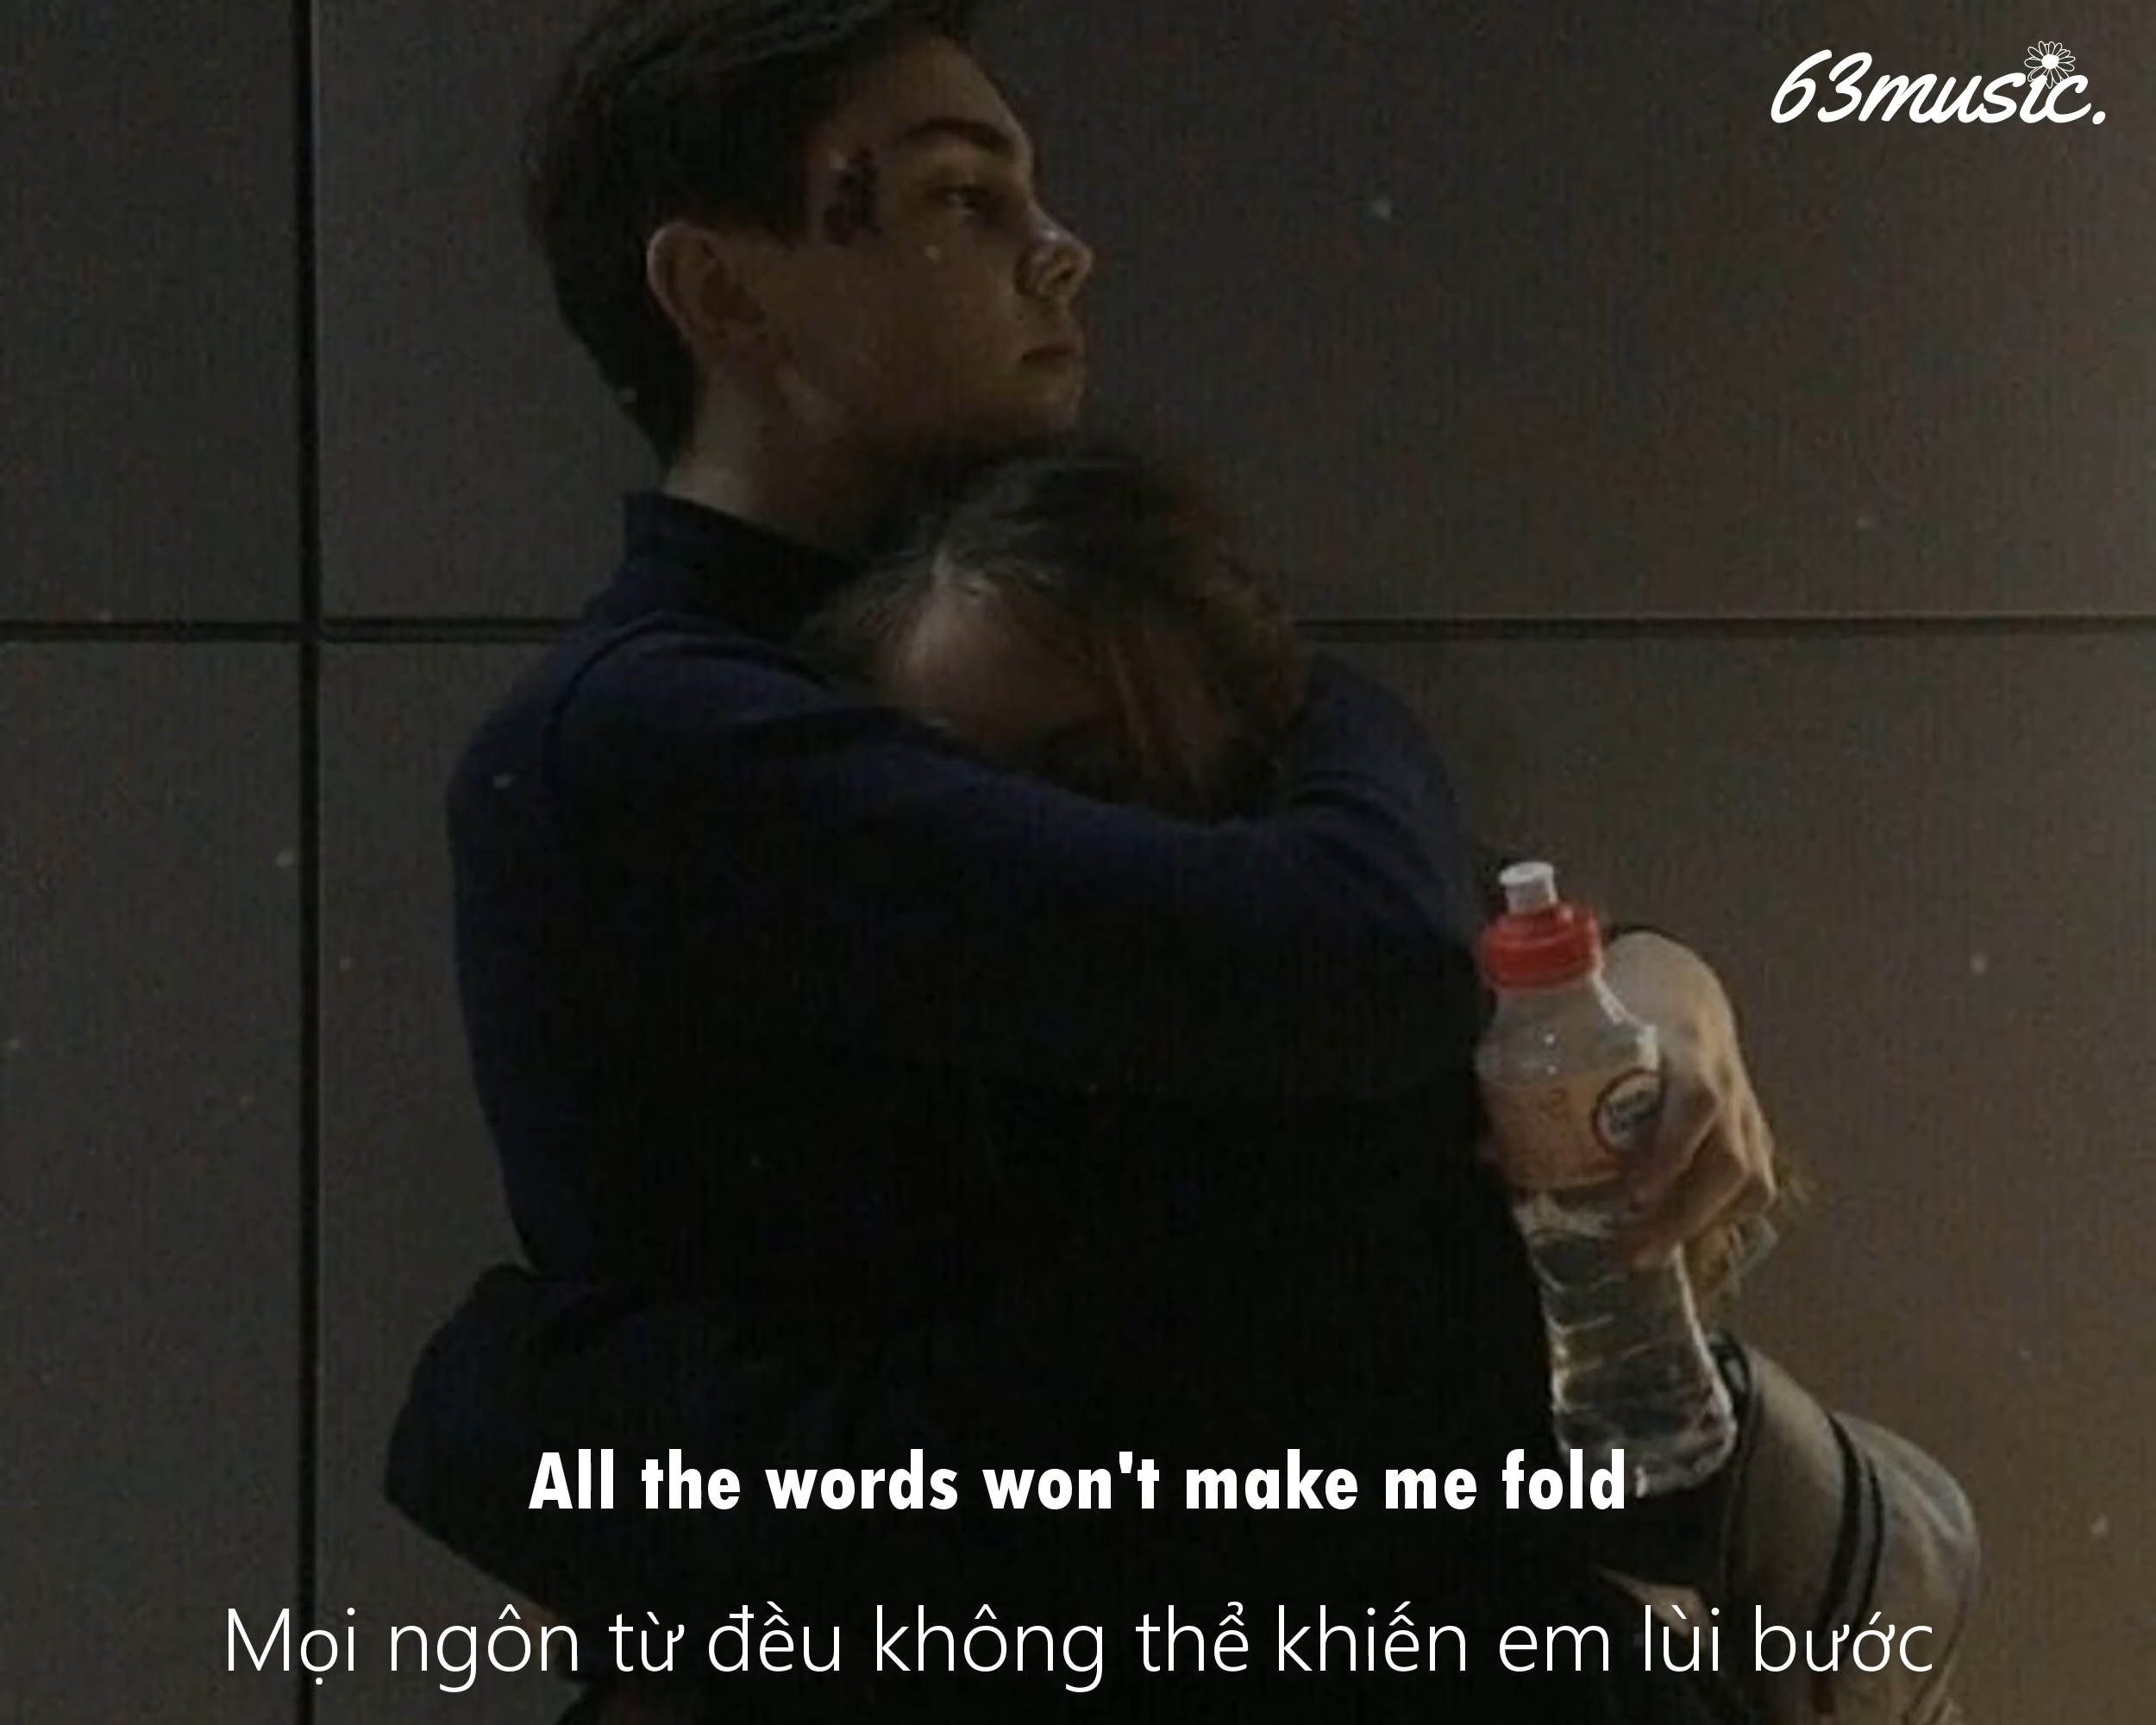 63music.
All the words won't make me fold
Mọi ngôn từ đều không thể khiến em lùi bước